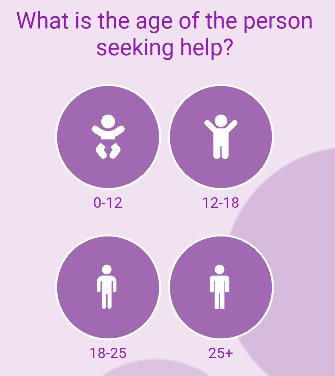 What is the age of the person
seeking help?
0-12
12-18
18-25
25+